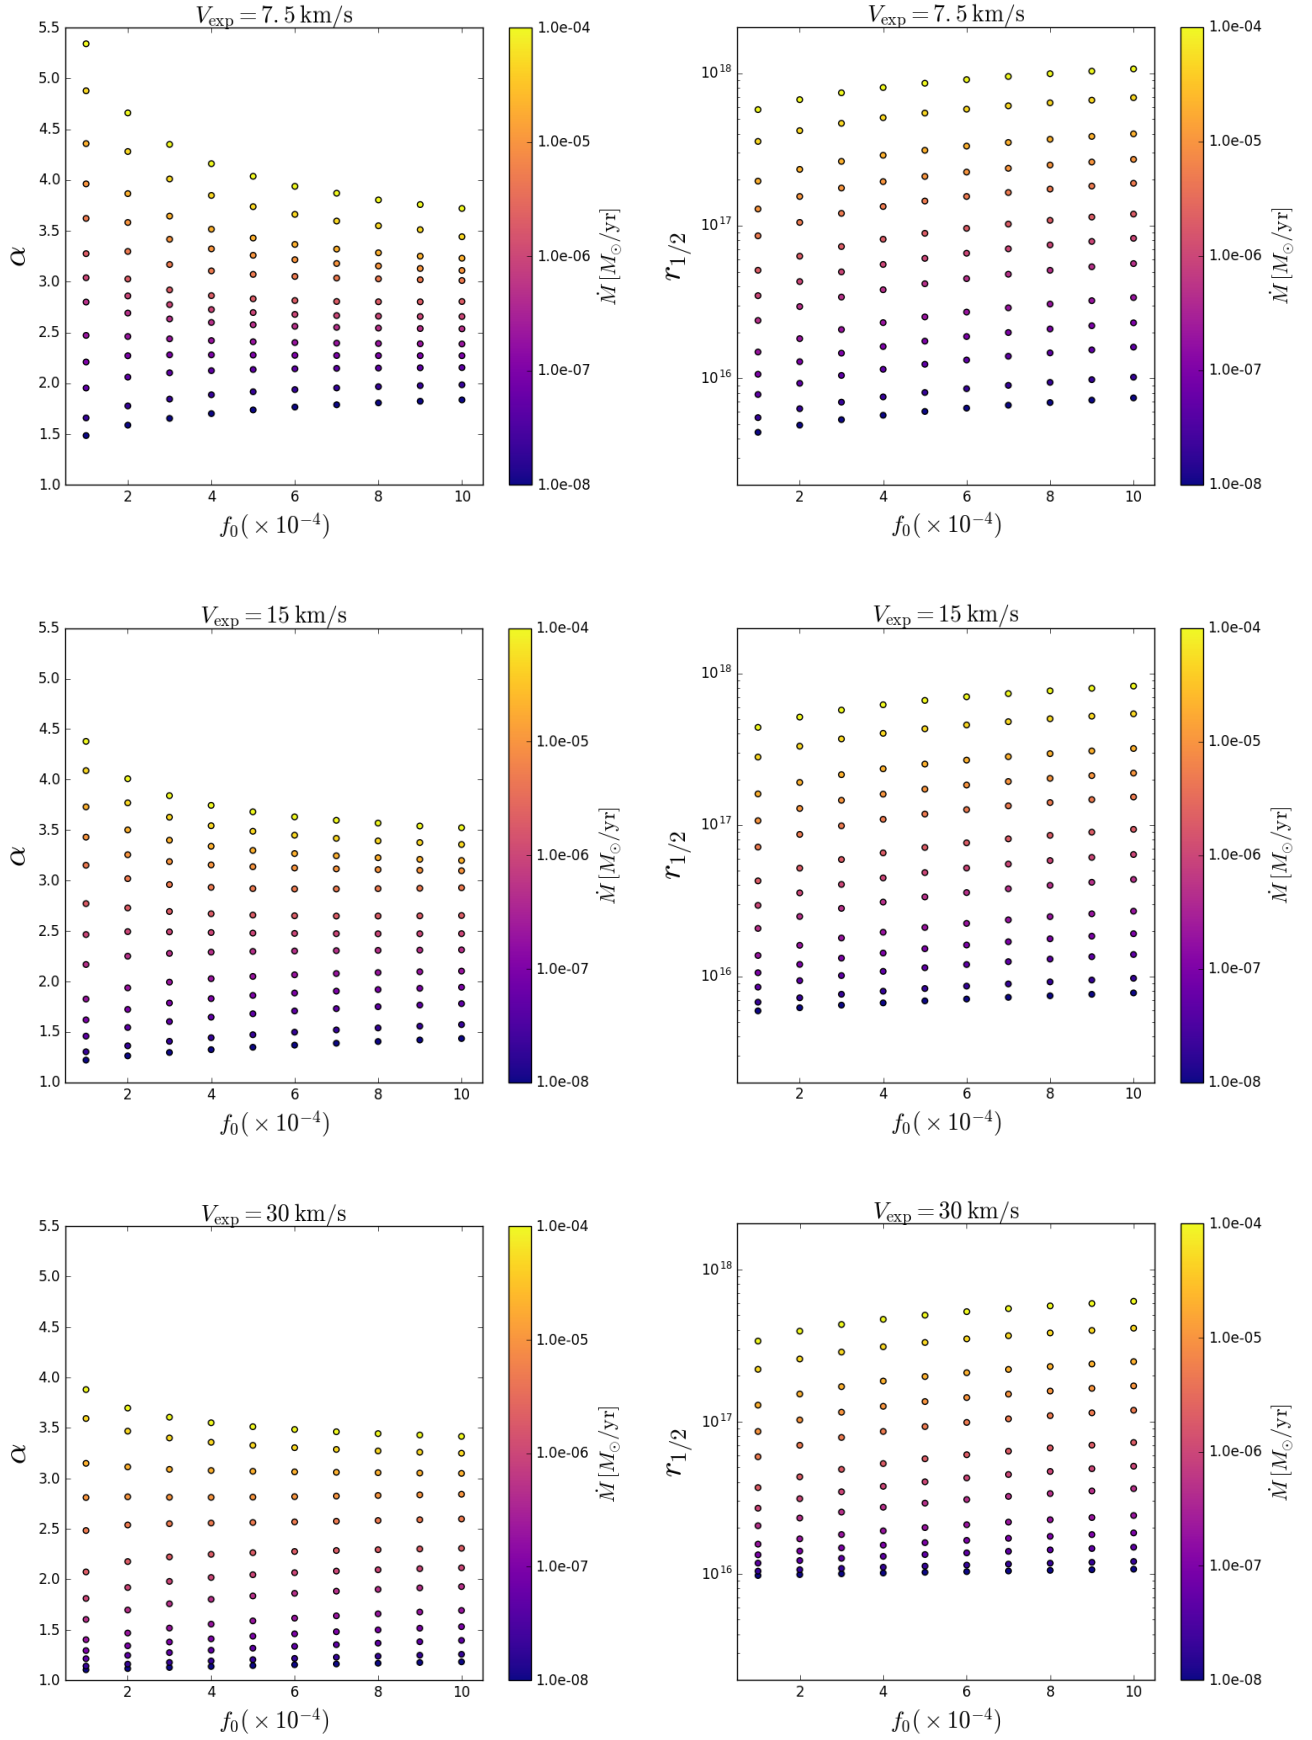 V_exp = 7.5 km/s
5.5
5.0
4.5
4.0
3.5
3.0
2.5
2.0
1.5
1.0
α
2 4 6 8 10
f_0(×10^−4)
1.0e-04
1.0e-05
1.0e-06
1.0e-07
1.0e-08
Ṁ [M_⊙/yr]
V_exp = 7.5 km/s
10^18
10^17
10^16
r_1/2
2 4 6 8 10
f_0(×10^−4)
1.0e-04
1.0e-05
1.0e-06
1.0e-07
1.0e-08
Ṁ [M_⊙/yr]
V_exp = 15 km/s
5.5
5.0
4.5
4.0
3.5
3.0
2.5
2.0
1.5
1.0
α
2 4 6 8 10
f_0(×10^−4)
1.0e-04
1.0e-05
1.0e-06
1.0e-07
1.0e-08
Ṁ [M_⊙/yr]
V_exp = 15 km/s
10^18
10^17
10^16
r_1/2
2 4 6 8 10
f_0(×10^−4)
1.0e-04
1.0e-05
1.0e-06
1.0e-07
1.0e-08
Ṁ [M_⊙/yr]
V_exp = 30 km/s
5.5
5.0
4.5
4.0
3.5
3.0
2.5
2.0
1.5
1.0
α
2 4 6 8 10
f_0(×10^−4)
1.0e-04
1.0e-05
1.0e-06
1.0e-07
1.0e-08
Ṁ [M_⊙/yr]
V_exp = 30 km/s
10^18
10^17
10^16
r_1/2
2 4 6 8 10
f_0(×10^−4)
1.0e-04
1.0e-05
1.0e-06
1.0e-07
1.0e-08
Ṁ [M_⊙/yr]